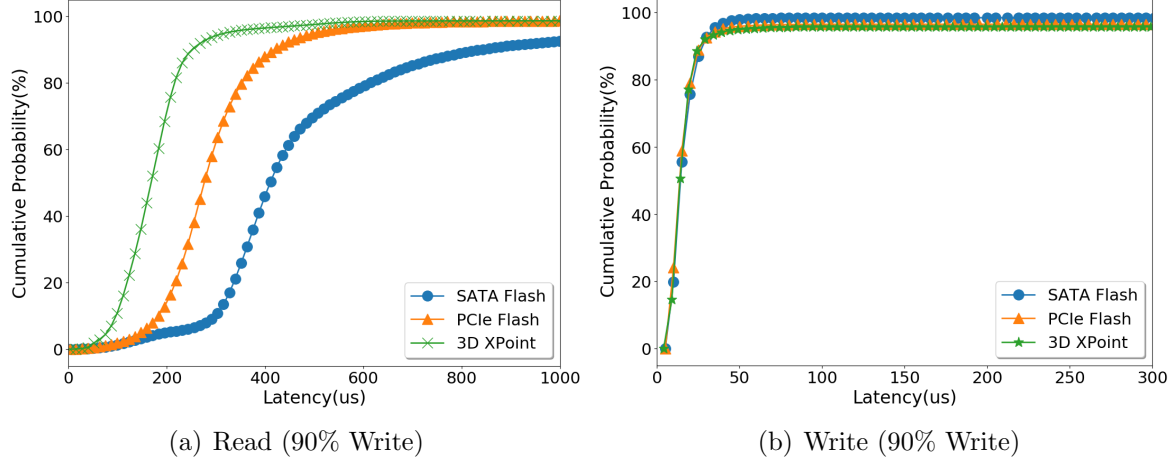 100
80
60
40
20
0
Cumulative Probability(%)
SATA Flash
PCIe Flash
3D XPoint
0 200 400 600 800 1000
Latency(us)
(a) Read (90% Write)
100
80
60
40
20
0
Cumulative Probability(%)
SATA Flash
PCIe Flash
3D XPoint
0 50 100 150 200 250 300
Latency(us)
(b) Write (90% Write)